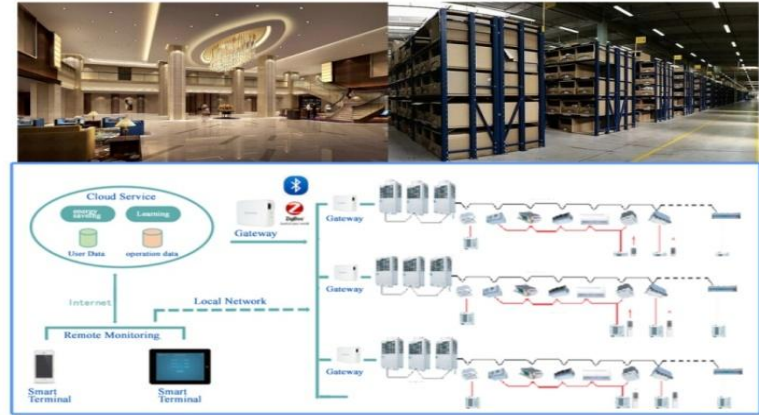 Cloud Service
energy saving
Learning
User Data
operation data
Gateway
ZigBee
Gateway
Internet
Local Network
Gateway
Remote Monitoring
Smart
Terminal
Smart
Terminal
Gateway